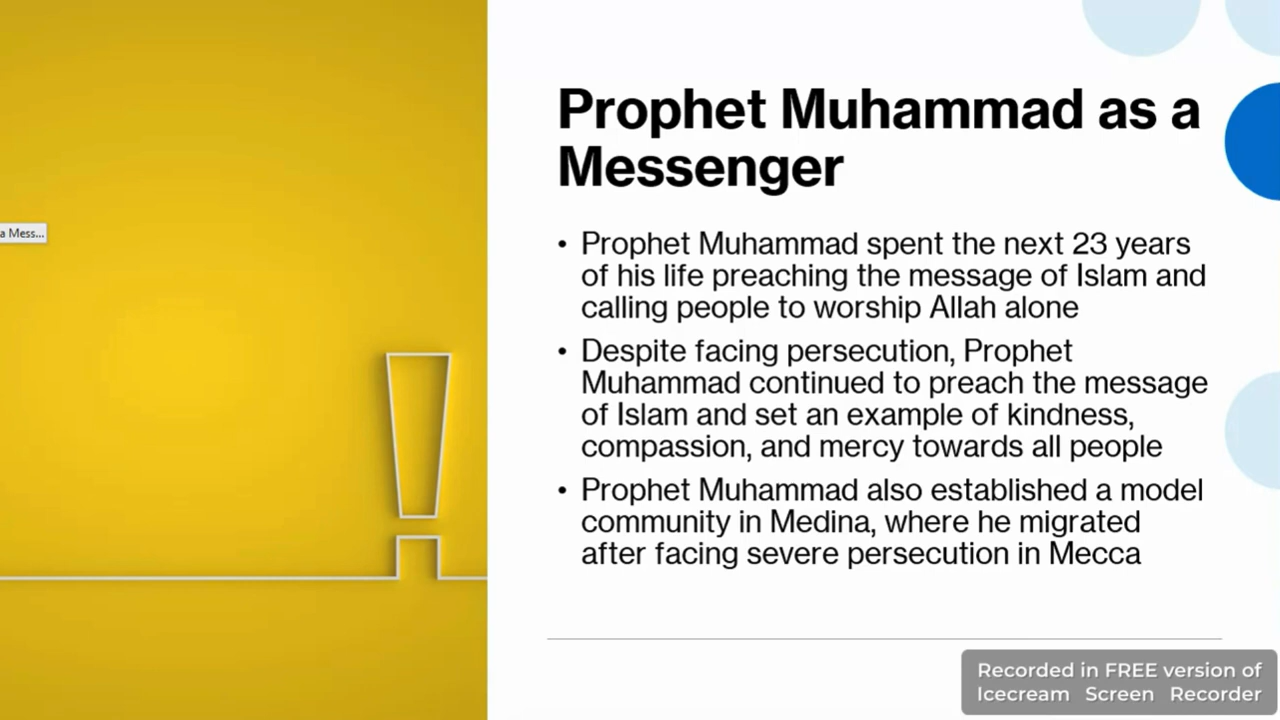 Prophet Muhammad as a
Messenger
a Mess...
• Prophet Muhammad spent the next 23 years
of his life preaching the message of Islam and
calling people to worship Allah alone
• Despite facing persecution, Prophet
Muhammad continued to preach the message
of Islam and set an example of kindness,
compassion, and mercy towards all people
• Prophet Muhammad also established a model
community in Medina, where he migrated
after facing severe persecution in Mecca
Recorded in FREE version of
Icecream Screen Recorder